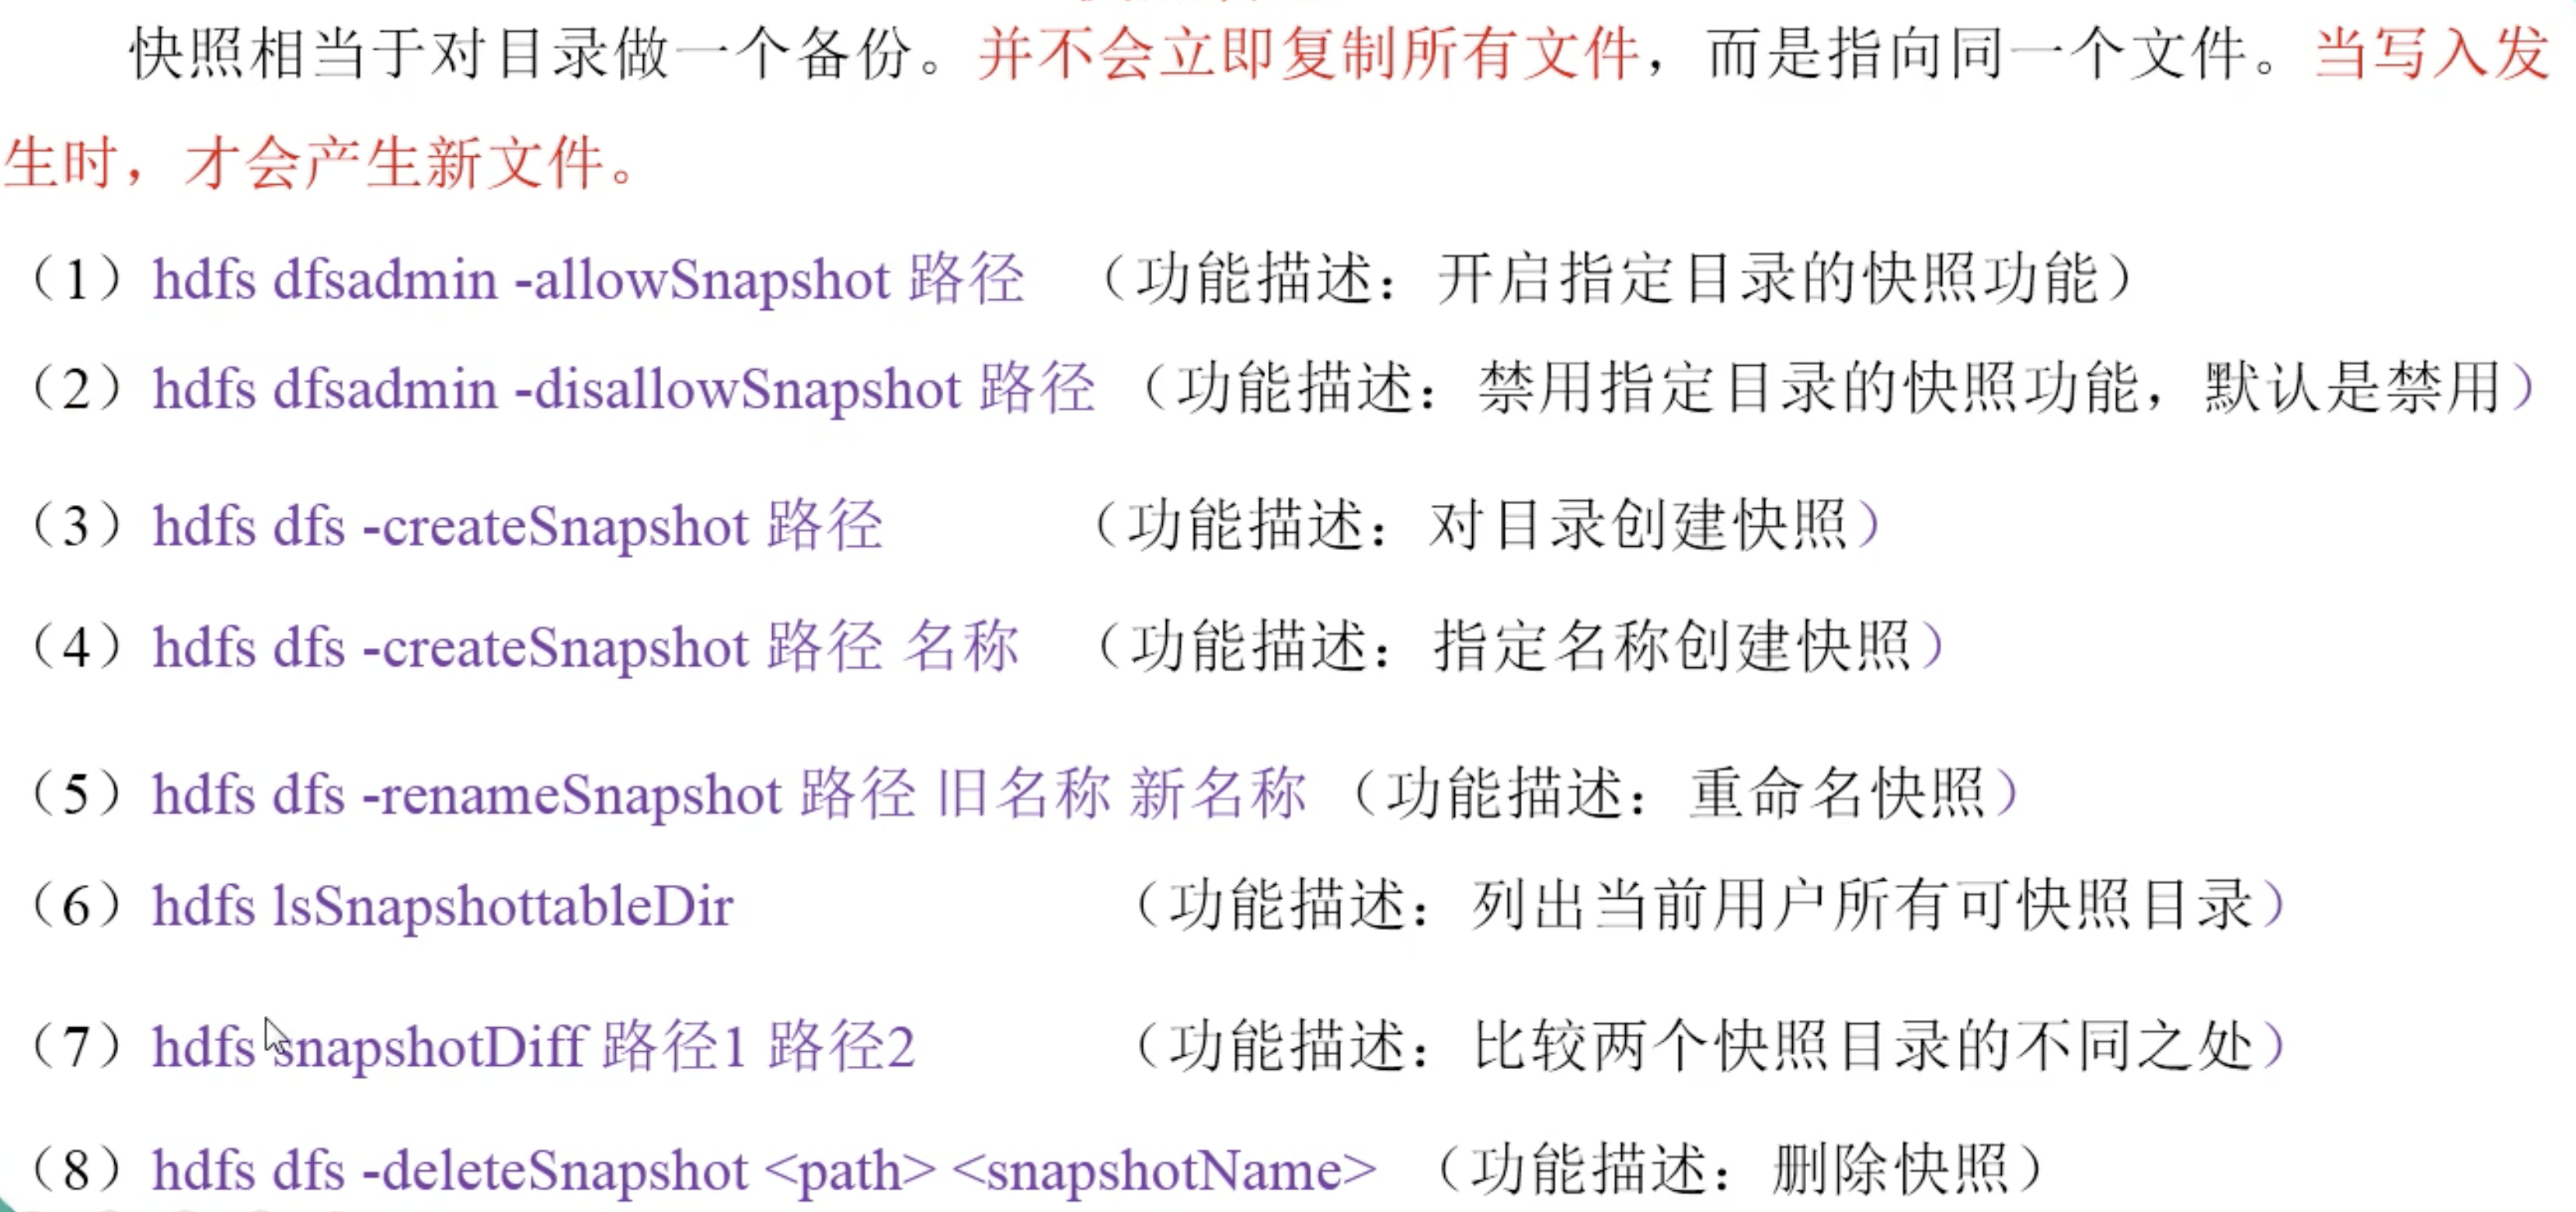 快照相当于对目录做一个备份。并不会立即复制所有文件，而是指向同一个文件。当写入发
生时，才会产生新文件。
（1）hdfs dfsadmin -allowSnapshot 路径 （功能描述：开启指定目录的快照功能）
（2）hdfs dfsadmin -disallowSnapshot 路径 （功能描述：禁用指定目录的快照功能，默认是禁用）
（3）hdfs dfs -createSnapshot 路径 （功能描述：对目录创建快照）
（4）hdfs dfs -createSnapshot 路径 名称 （功能描述：指定名称创建快照）
（5）hdfs dfs -renameSnapshot 路径 旧名称 新名称 （功能描述：重命名快照）
（6）hdfs lsSnapshottableDir （功能描述：列出当前用户所有可快照目录）
（7）hdfs snapshotDiff 路径1 路径2 （功能描述：比较两个快照目录的不同之处）
（8）hdfs dfs -deleteSnapshot <path> <snapshotName> （功能描述：删除快照）